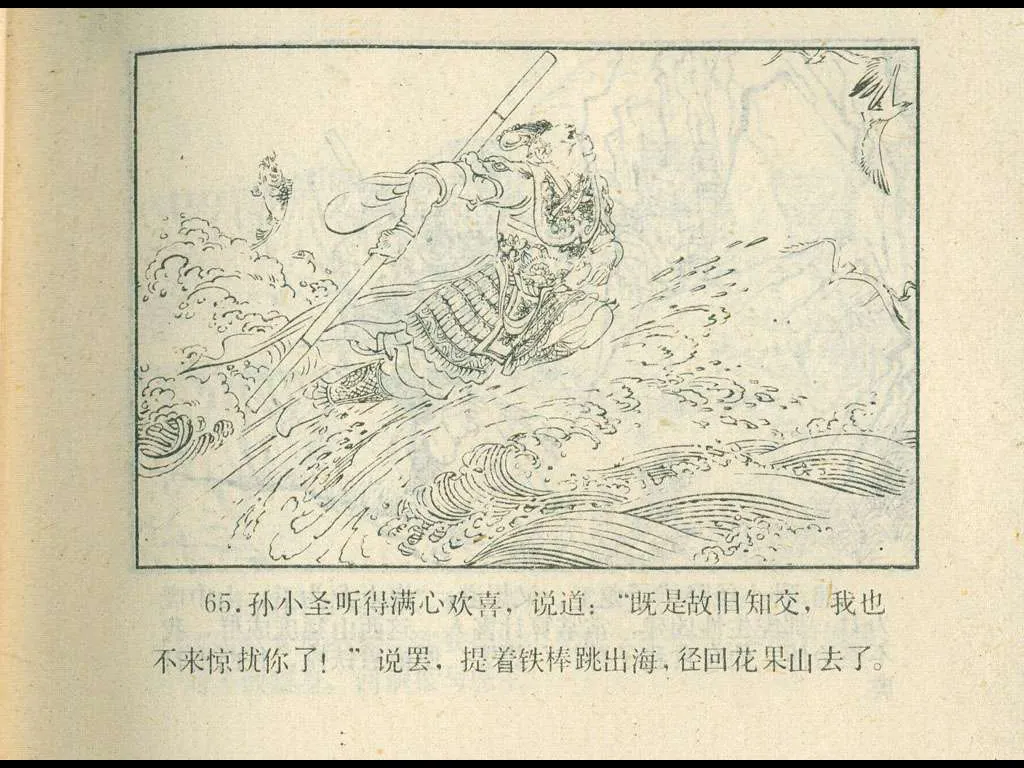 65.孙小圣听得满心欢喜，说道：“既是故旧知交，我也
不来惊扰你了！”说罢，提着铁棒跳出海，径回花果山去了。